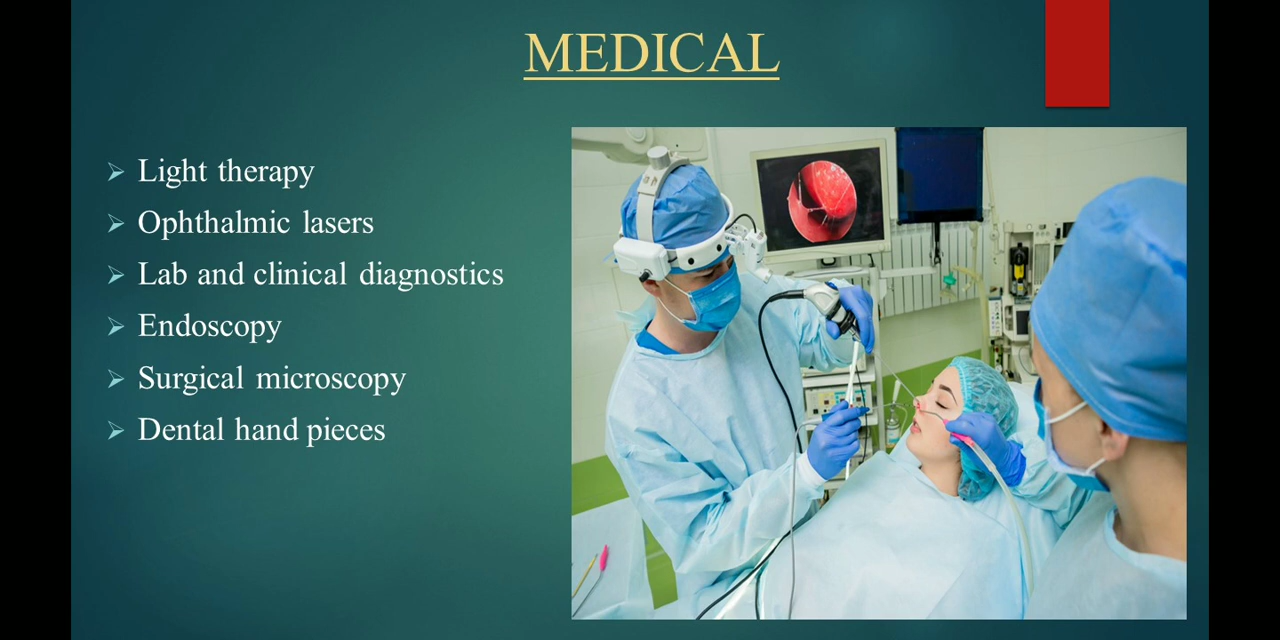 MEDICAL
Light therapy
Ophthalmic lasers
Lab and clinical diagnostics
Endoscopy
Surgical microscopy
Dental hand pieces